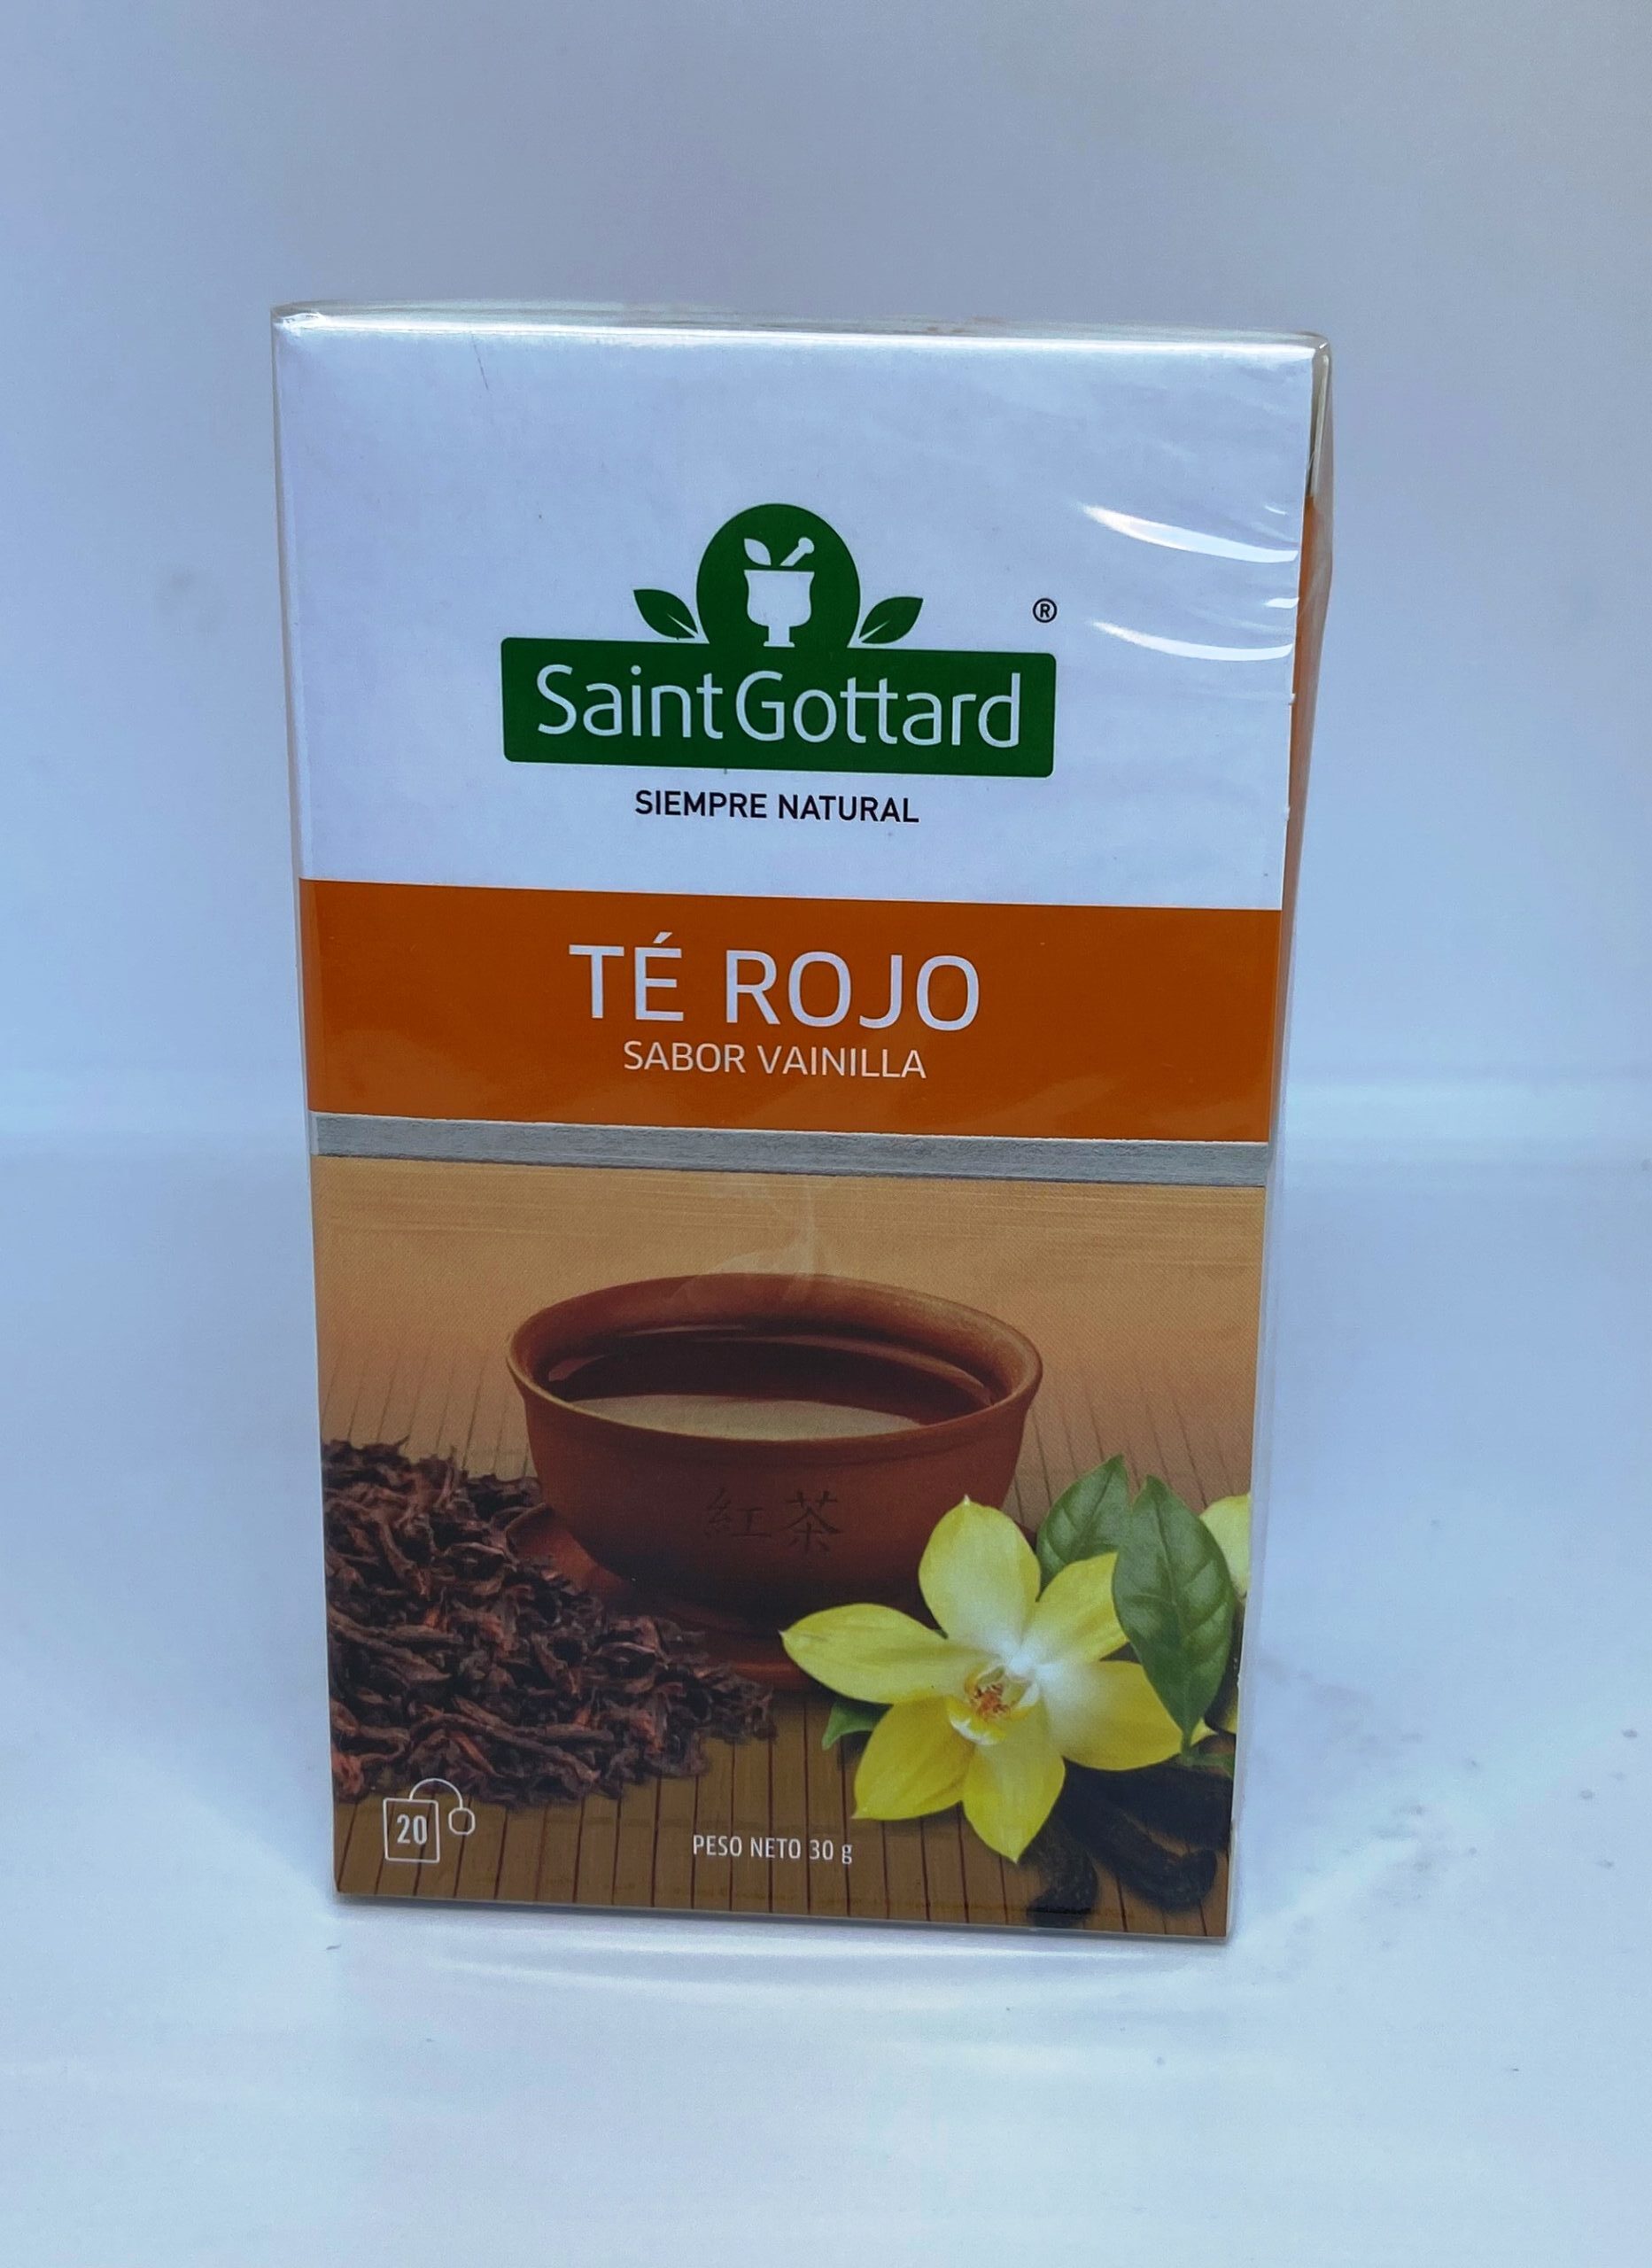 ®
SaintGottard
SIEMPRE NATURAL
TÉ ROJO
SABOR VAINILLA
紅茶
20
PESO NETO 30 g